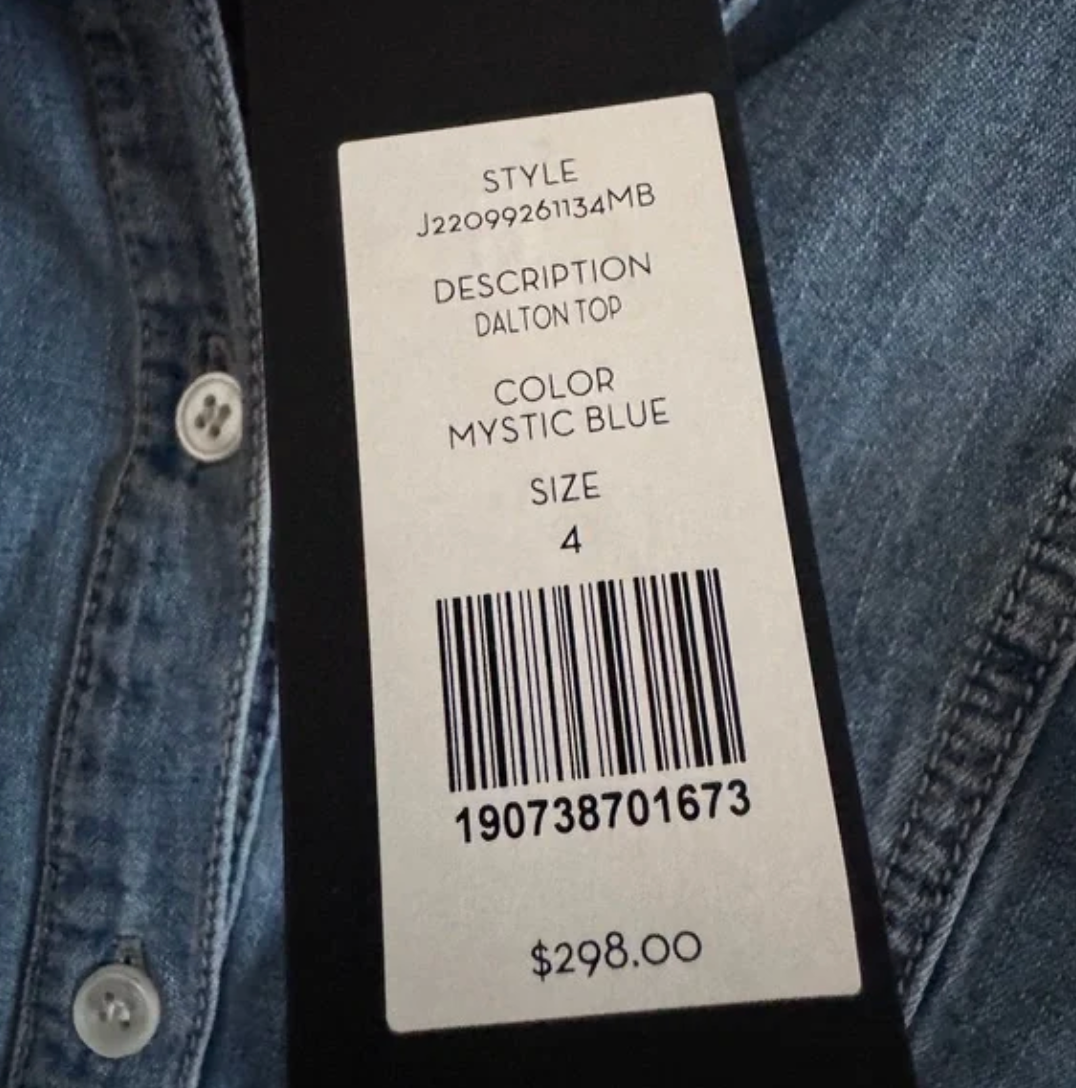 STYLE
J22099261134MB
DESCRIPTION
DALTON TOP
COLOR
MYSTIC BLUE
SIZE
4
190738701673
$298.00